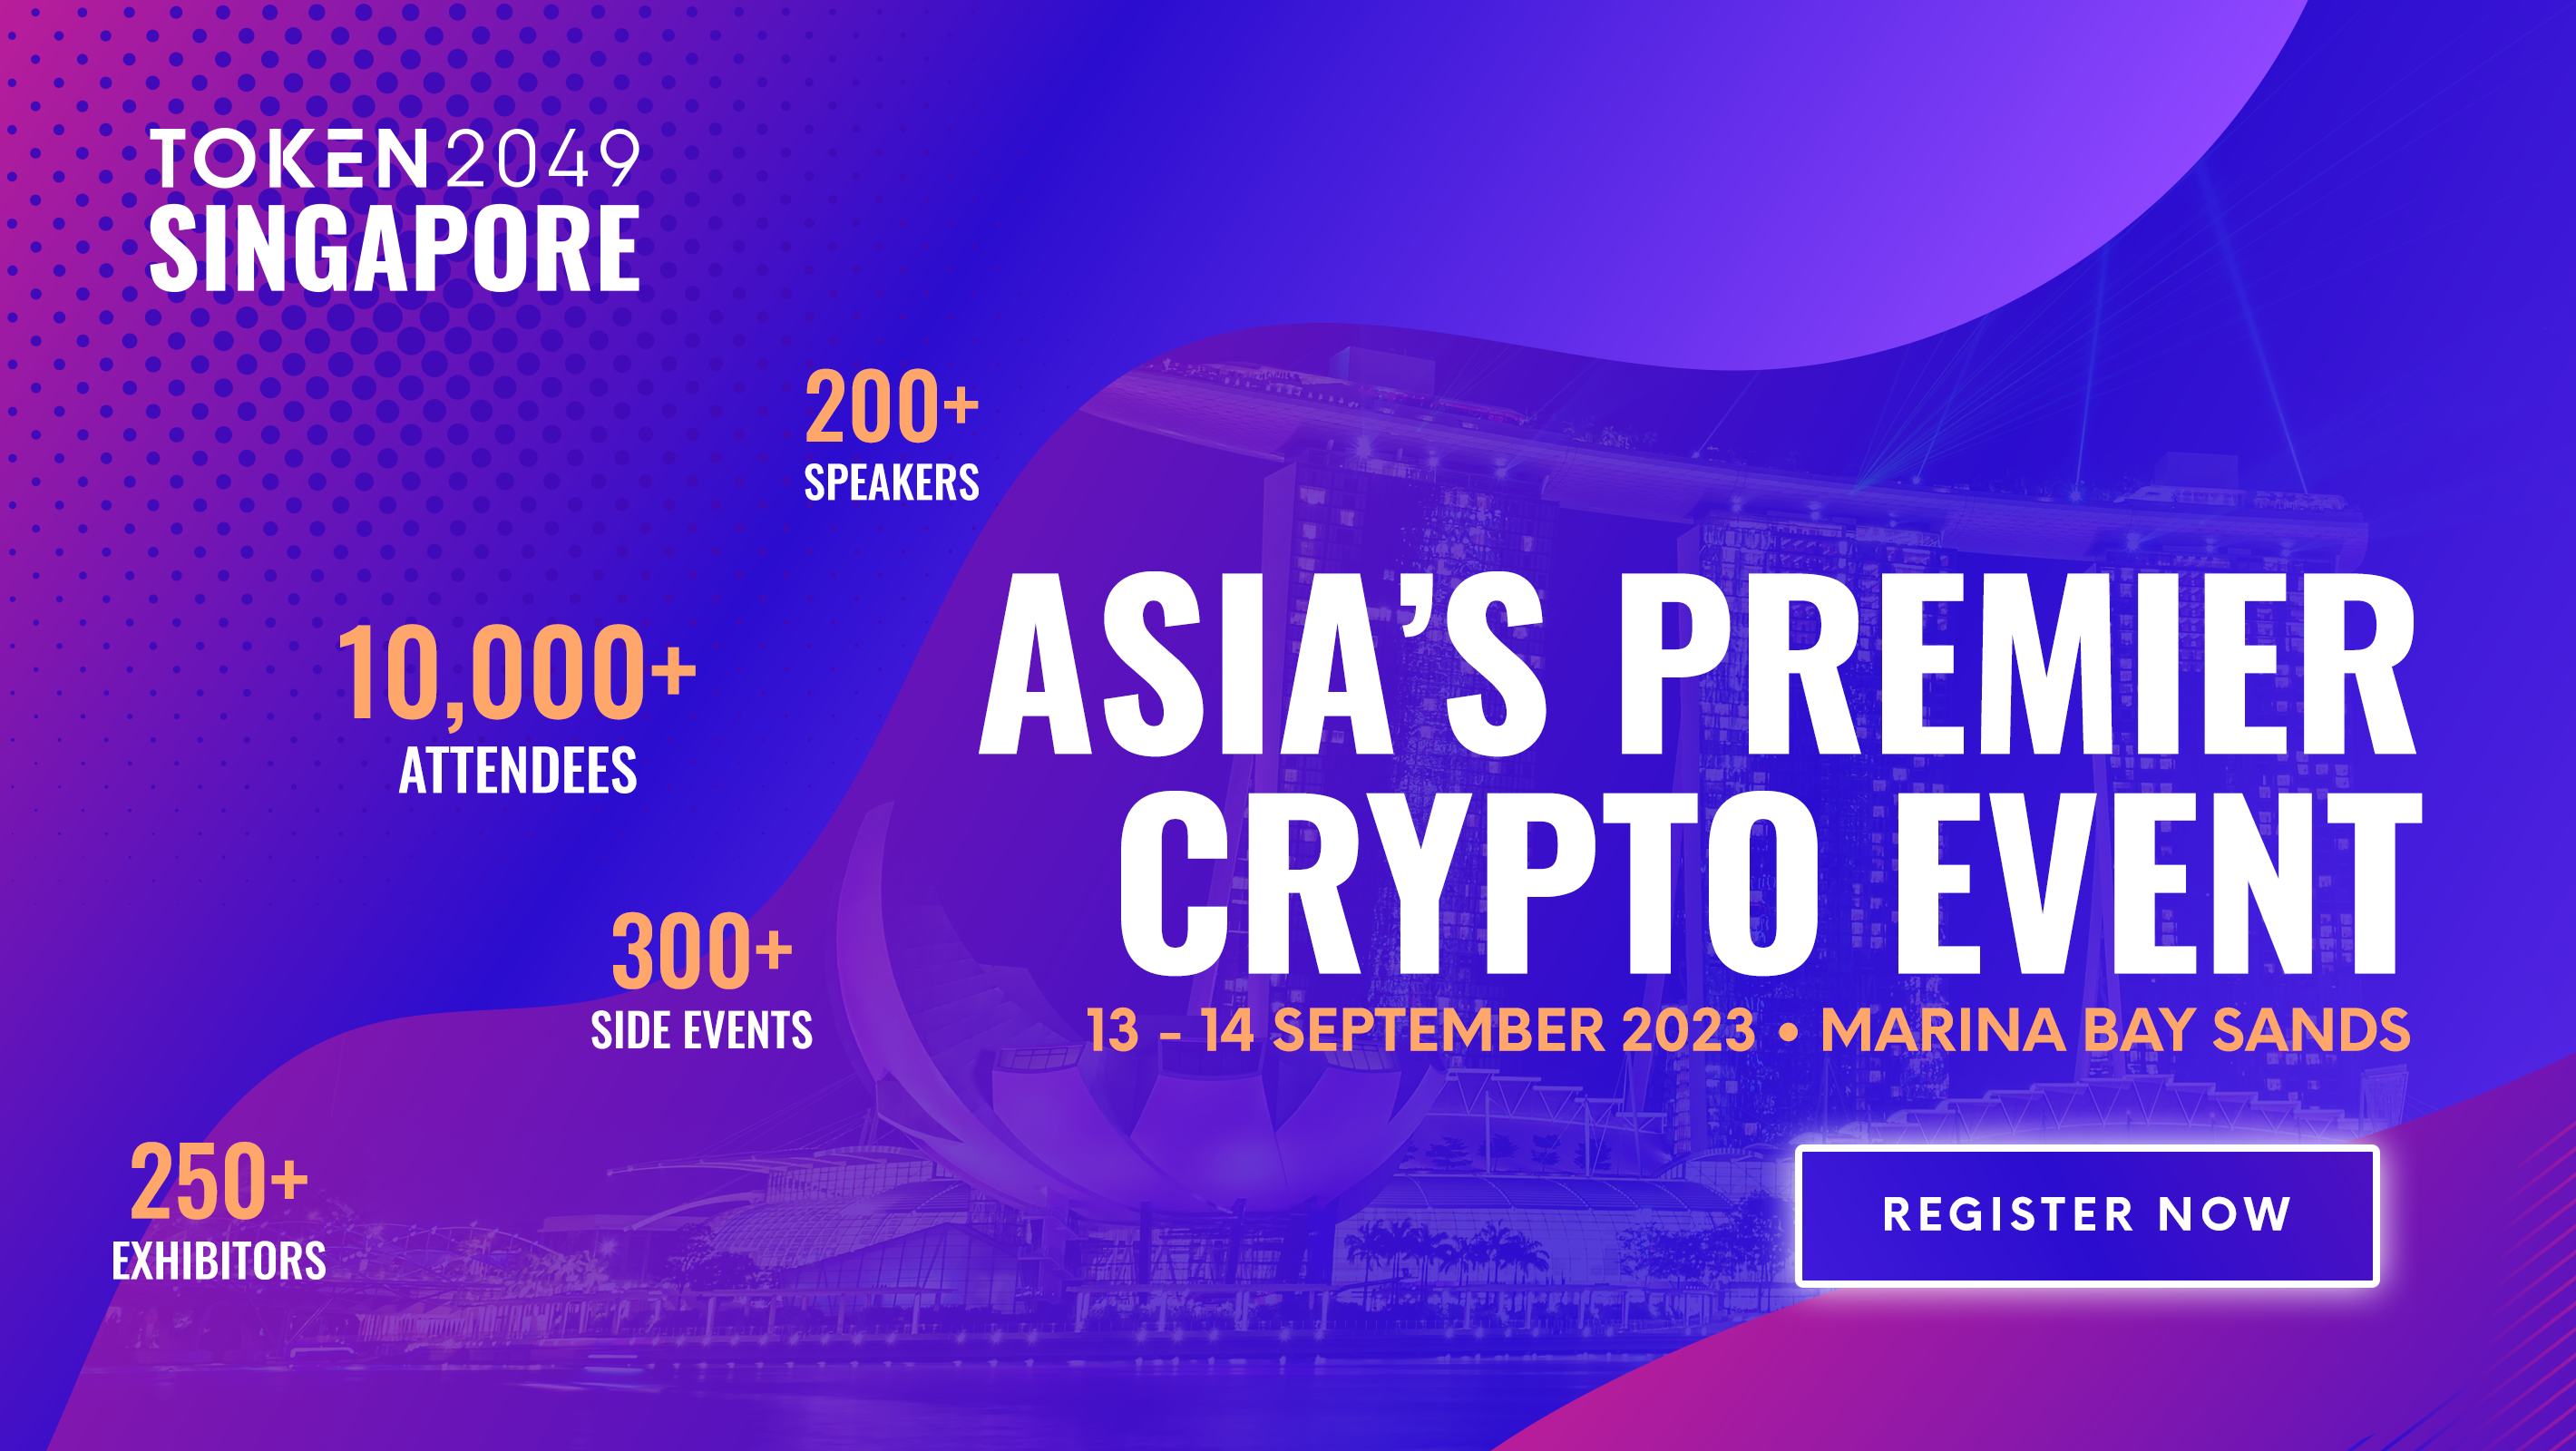 TOKEN2049
SINGAPORE
200+
SPEAKERS
10,000+
ATTENDEES
300+
SIDE EVENTS
250+
EXHIBITORS
ASIA’S PREMIER
CRYPTO EVENT
13 - 14 SEPTEMBER 2023 • MARINA BAY SANDS
REGISTER NOW